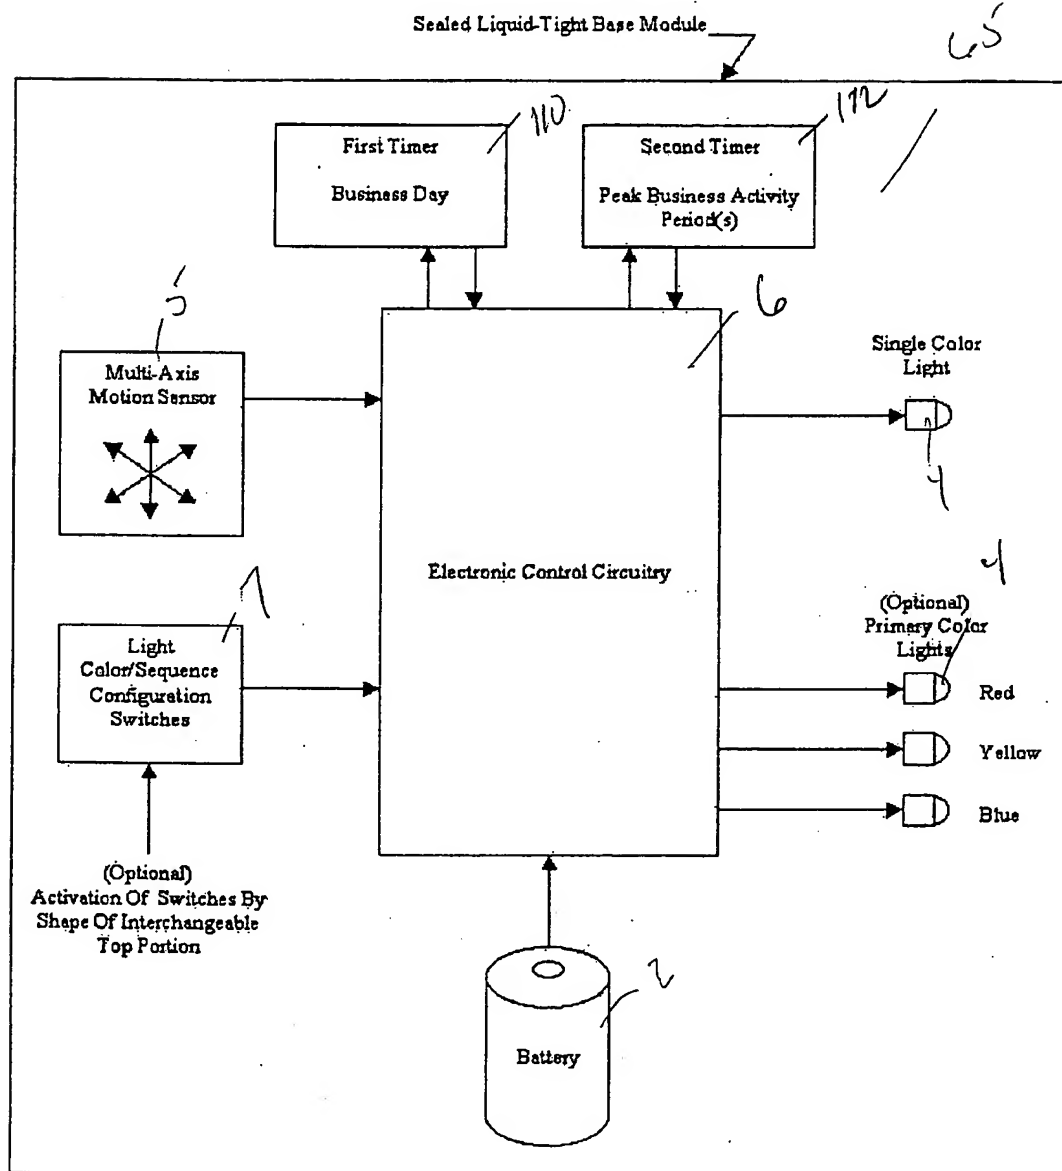 Sealed Liquid-Tight Base Module
65
110
112
First Timer
Business Day
Second Timer
Peak Business Activity
Period(s)
5
6
Multi-Axis
Motion Sensor
Single Color
Light
4
Electronic Control Circuitry
7
4
Light
Color/Sequence
Configuration
Switches
(Optional)
Primary Color
Lights
Red
Yellow
Blue
(Optional)
Activation Of Switches By
Shape Of Interchangeable
Top Portion
2
Battery